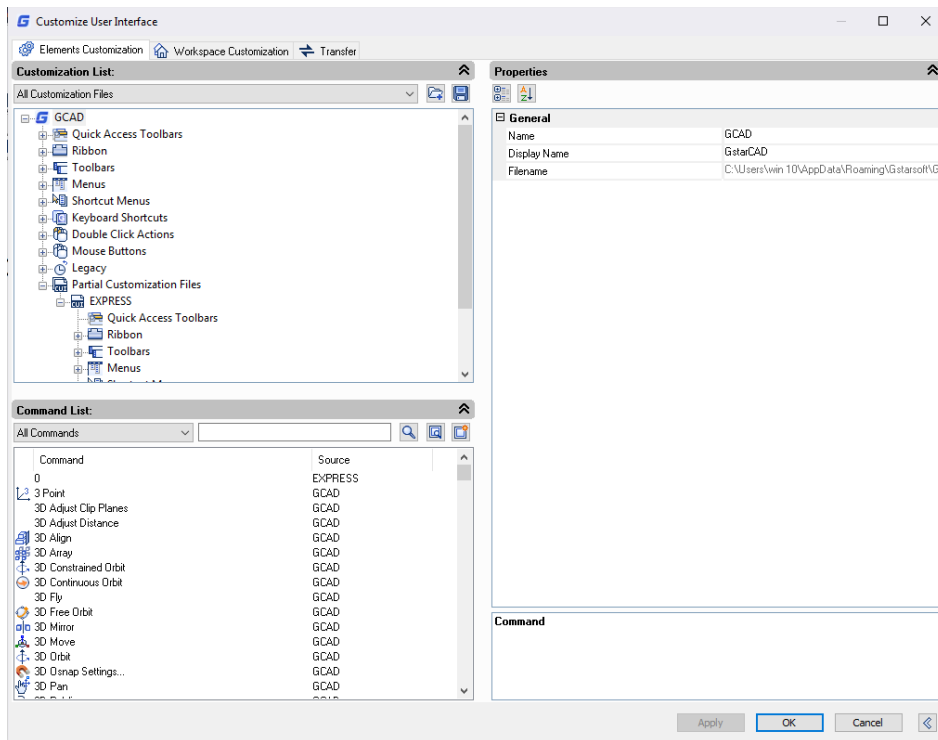 Customize User Interface
Elements Customization
Workspace Customization
Transfer
Customization List:
All Customization Files
GCAD
Quick Access Toolbars
Ribbon
Toolbars
Menus
Shortcut Menus
Keyboard Shortcuts
Double Click Actions
Mouse Buttons
Legacy
Partial Customization Files
EXPRESS
Quick Access Toolbars
Ribbon
Toolbars
Menus
Command List:
All Commands
Command Source
0 EXPRESS
3 Point GCAD
3D Adjust Clip Planes GCAD
3D Adjust Distance GCAD
3D Align GCAD
3D Array GCAD
3D Constrained Orbit GCAD
3D Continuous Orbit GCAD
3D Fly GCAD
3D Free Orbit GCAD
3D Mirror GCAD
3D Move GCAD
3D Orbit GCAD
3D Osnap Settings... GCAD
3D Pan GCAD
Properties
General
Name GCAD
Display Name GstarCAD
Filename C:\Users\win 10\AppData\Roaming\Gstarsoft\G
Command
Apply
OK
Cancel